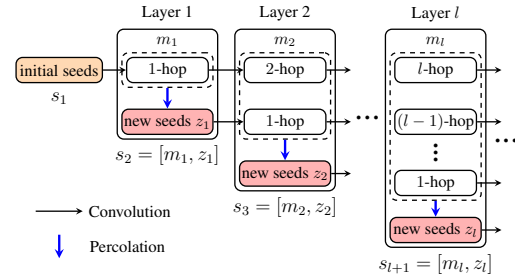 Layer 1
Layer 2
Layer l
m₁
m₂
mₗ
initial seeds
1-hop
2-hop
l-hop
s₁
new seeds z₁
1-hop
(l − 1)-hop
s₂ = [m₁, z₁]
new seeds z₂
1-hop
s₃ = [m₂, z₂]
new seeds zₗ
sₗ₊₁ = [mₗ, zₗ]
Convolution
Percolation